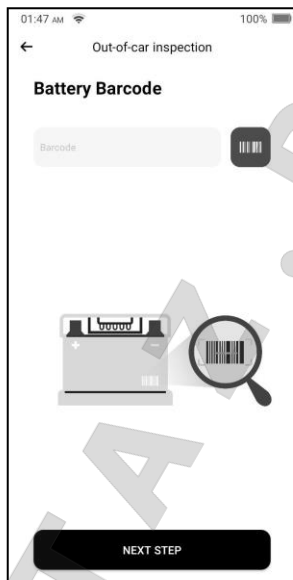 01:47 AM 100%
Out-of-car inspection
Battery Barcode
Barcode
NEXT STEP